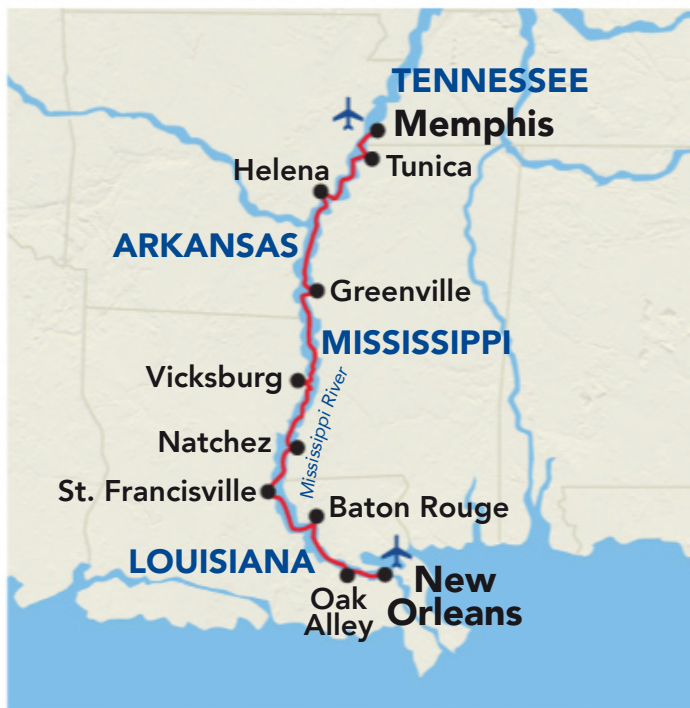 TENNESSEE
Memphis
Tunica
Helena
ARKANSAS
Greenville
MISSISSIPPI
Vicksburg
Mississippi River
Natchez
St. Francisville
Baton Rouge
LOUISIANA
New
Orleans
Oak
Alley